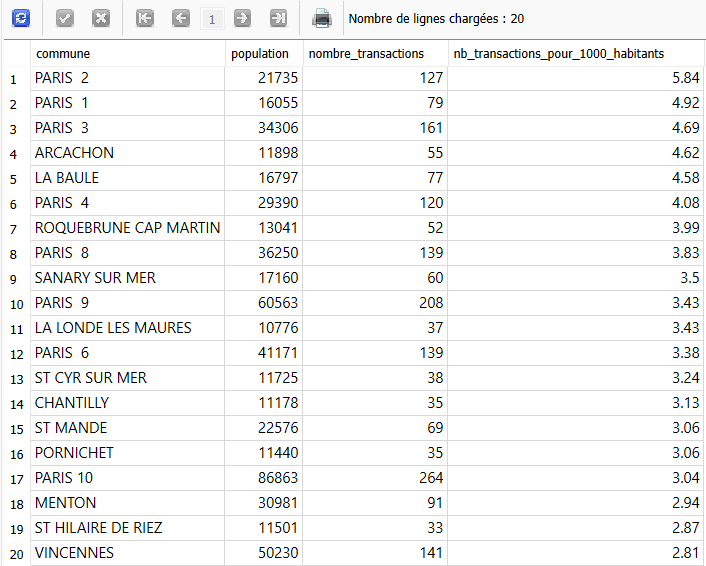 1 Nombre de lignes chargées : 20
commune population nombre_transactions nb_transactions_pour_1000_habitants
1 PARIS  2 21735 127 5.84
2 PARIS  1 16055 79 4.92
3 PARIS  3 34306 161 4.69
4 ARCACHON 11898 55 4.62
5 LA BAULE 16797 77 4.58
6 PARIS  4 29390 120 4.08
7 ROQUEBRUNE CAP MARTIN 13041 52 3.99
8 PARIS  8 36250 139 3.83
9 SANARY SUR MER 17160 60 3.5
10 PARIS  9 60563 208 3.43
11 LA LONDE LES MAURES 10776 37 3.43
12 PARIS  6 41171 139 3.38
13 ST CYR SUR MER 11725 38 3.24
14 CHANTILLY 11178 35 3.13
15 ST MANDE 22576 69 3.06
16 PORNICHET 11440 35 3.06
17 PARIS 10 86863 264 3.04
18 MENTON 30981 91 2.94
19 ST HILAIRE DE RIEZ 11501 33 2.87
20 VINCENNES 50230 141 2.81